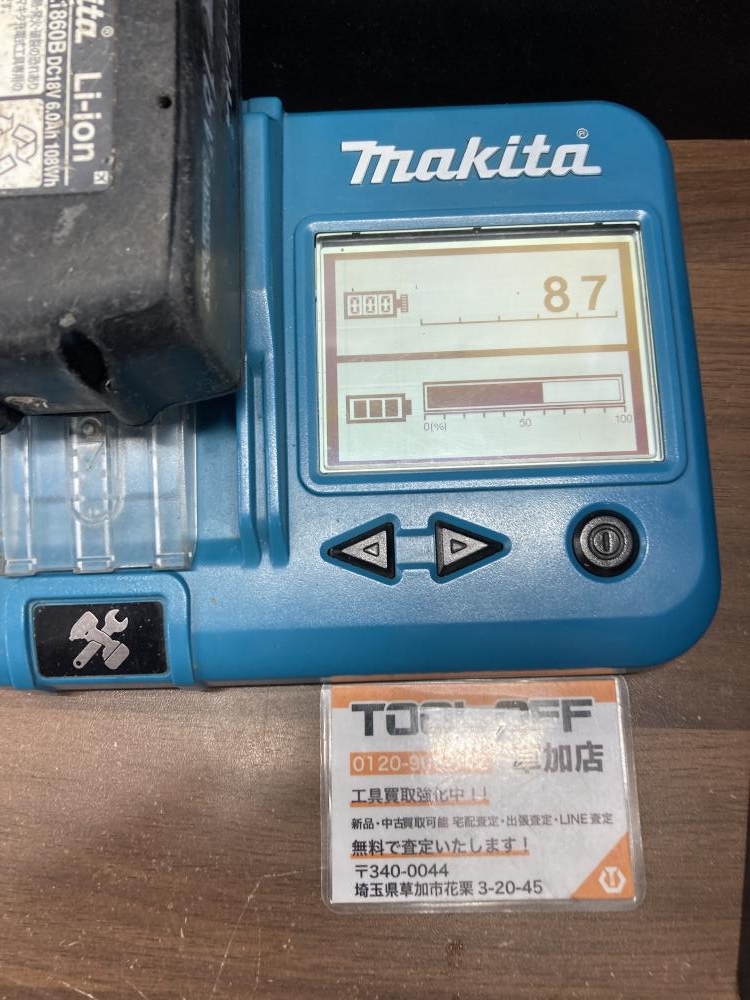 Li-ion
1860B DC18V 6.0Ah 108Wh
makita®
000
87
0(%) 50 100
TOOL OFF
草加店
工具買取強化中!!
新品・中古買取可能 宅配査定・出張査定・LINE査定
無料で査定いたします!
〒340-0044
埼玉県草加市花栗 3-20-45